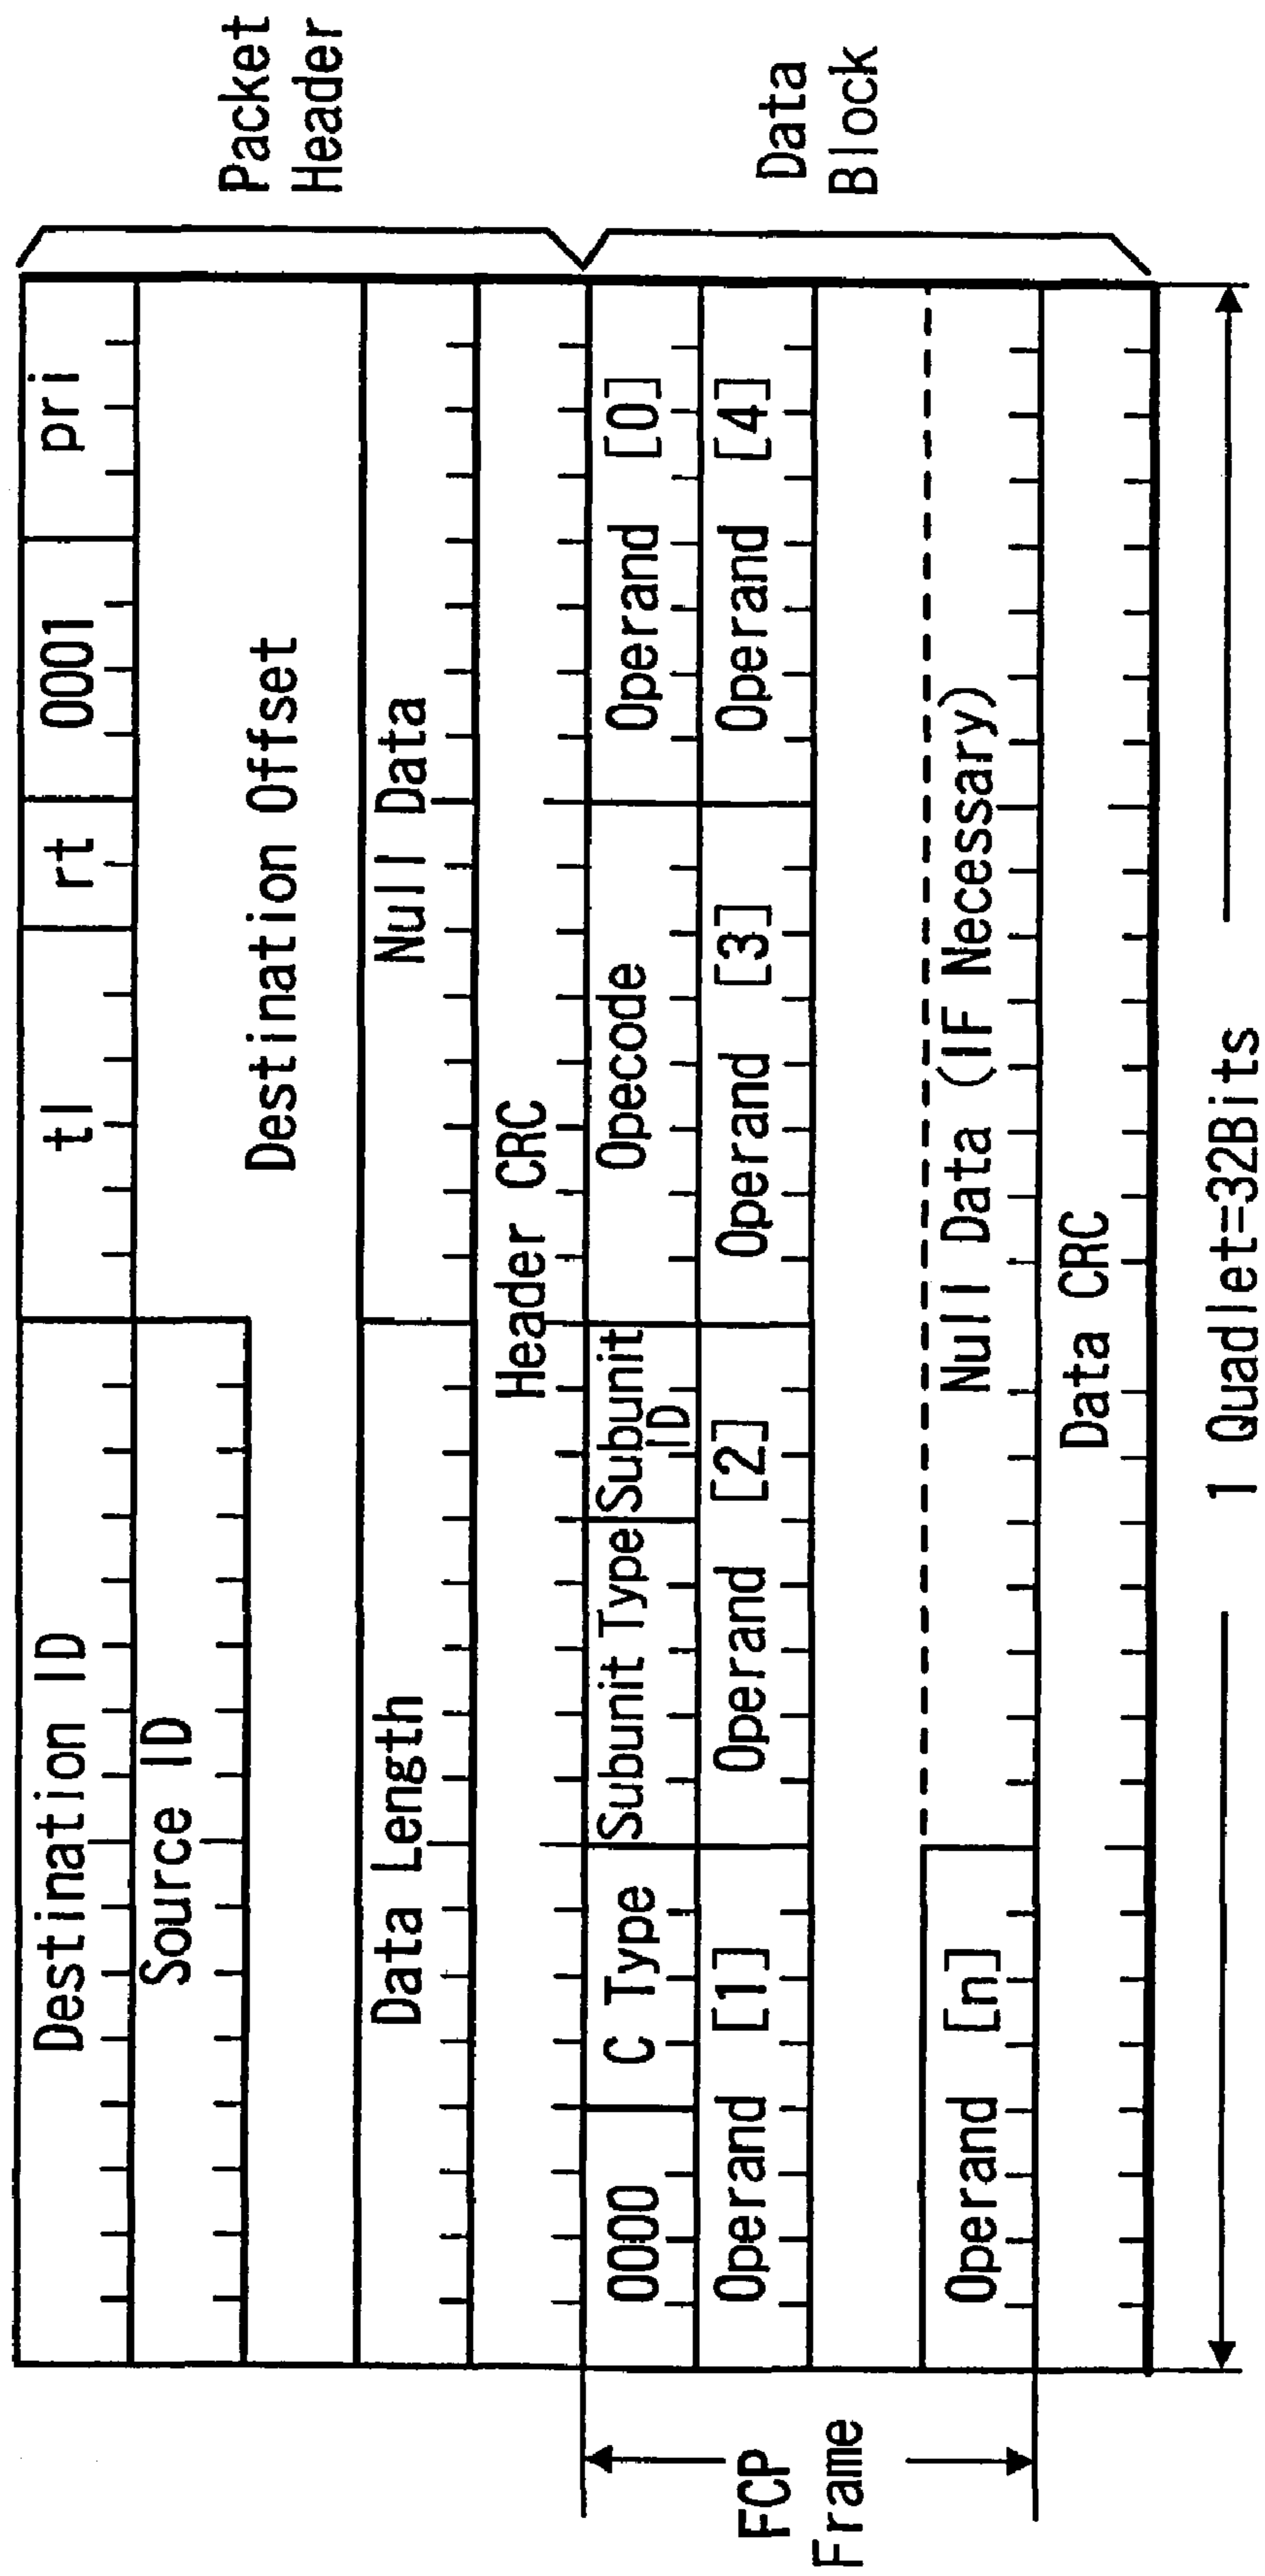 Destination ID
tl
rt
0001
pri
Source ID
Destination Offset
Data Length
Null Data
Header CRC
Packet
Header
0000
C Type
Subunit Type
Subunit
ID
Opecode
Operand [0]
Operand [1]
Operand [2]
Operand [3]
Operand [4]
Operand [n]
Null Data (IF Necessary)
Data CRC
Data
Block
FCP
Frame
1 Quadlet=32Bits